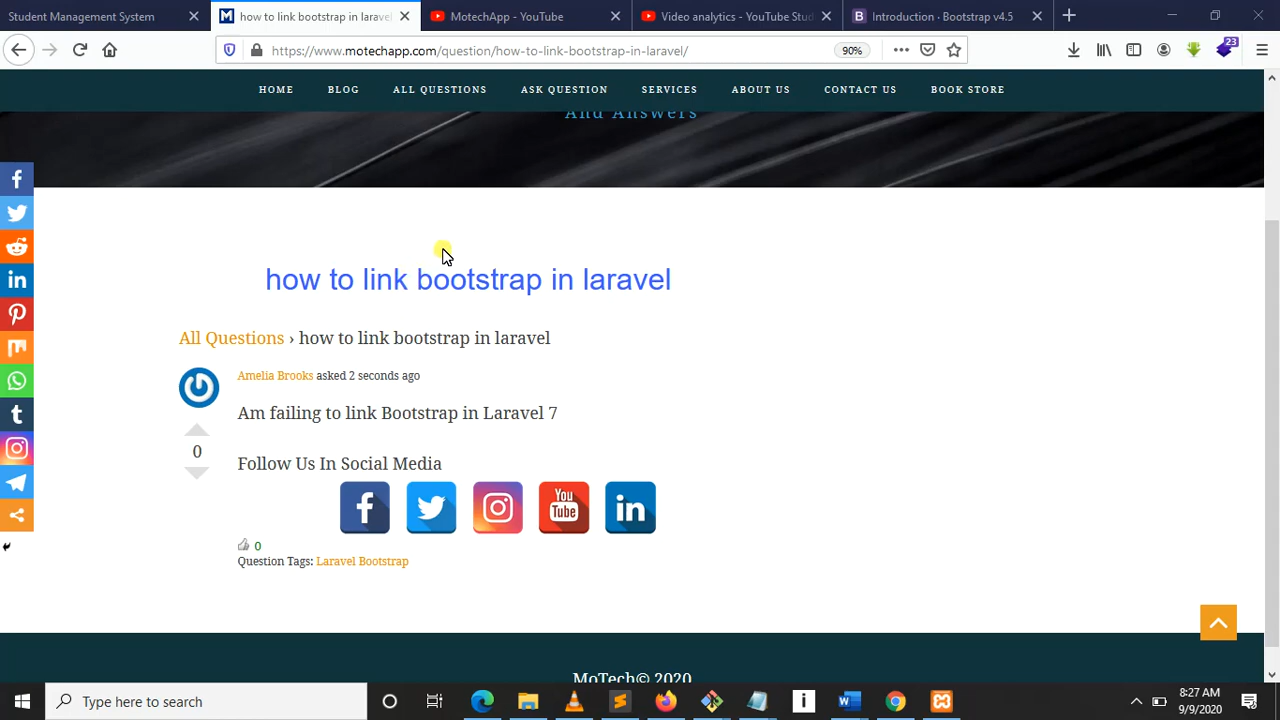 Student Management System
how to link bootstrap in larave
MotechApp - YouTube
Video analytics - YouTube Stud
Introduction · Bootstrap v4.5
https://www.motechapp.com/question/how-to-link-bootstrap-in-laravel/
90%
23
HOME
BLOG
ALL QUESTIONS
ASK QUESTION
SERVICES
ABOUT US
CONTACT US
BOOK STORE
And Answers
how to link bootstrap in laravel
All Questions › how to link bootstrap in laravel
Amelia Brooks asked 2 seconds ago
Am failing to link Bootstrap in Laravel 7
0
Follow Us In Social Media
You Tube
0
Question Tags: Laravel Bootstrap
MoTech© 2020
Type here to search
8:27 AM
9/9/2020